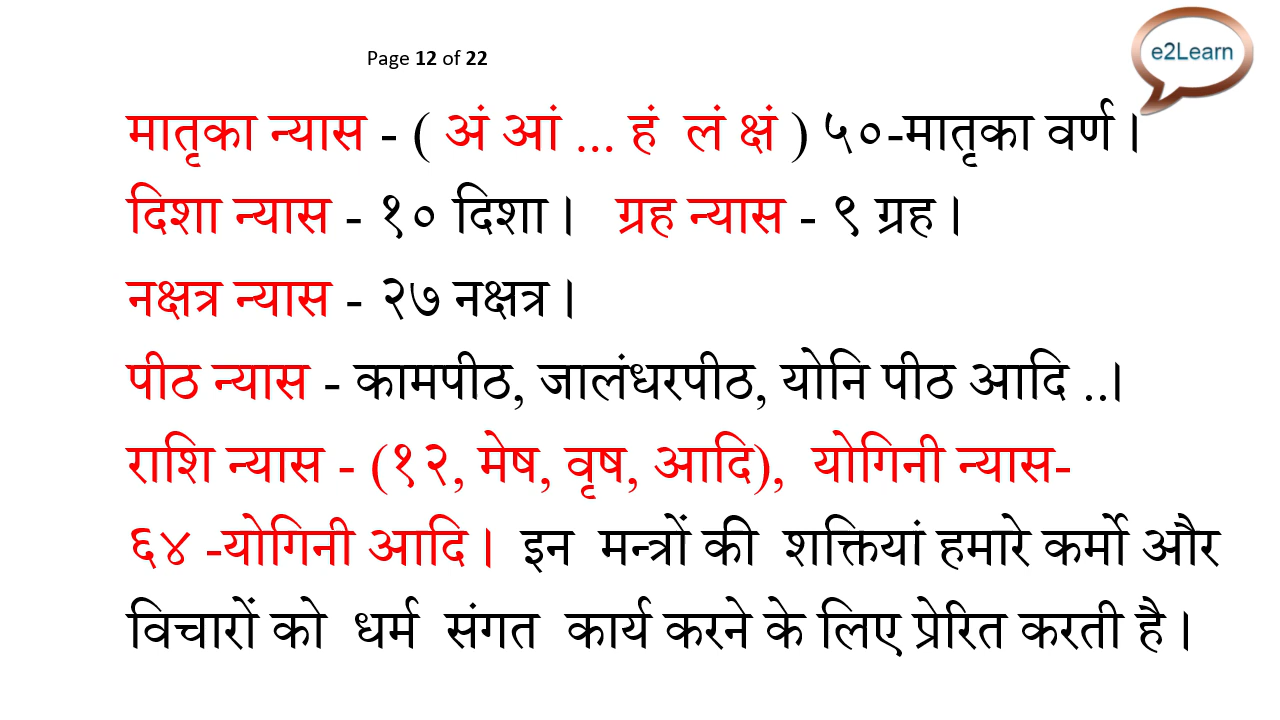 Page 12 of 22
e2Learn
मातृका न्यास - ( अं आं ... हं लं क्षं ) ५०-मातृका वर्ण।
दिशा न्यास - १० दिशा। ग्रह न्यास - ९ ग्रह।
नक्षत्र न्यास - २७ नक्षत्र।
पीठ न्यास - कामपीठ, जालंधरपीठ, योनि पीठ आदि ..।
राशि न्यास - (१२, मेष, वृष, आदि), योगिनी न्यास-
६४ -योगिनी आदि। इन मन्त्रों की शक्तियां हमारे कर्मो और
विचारों को धर्म संगत कार्य करने के लिए प्रेरित करती है।